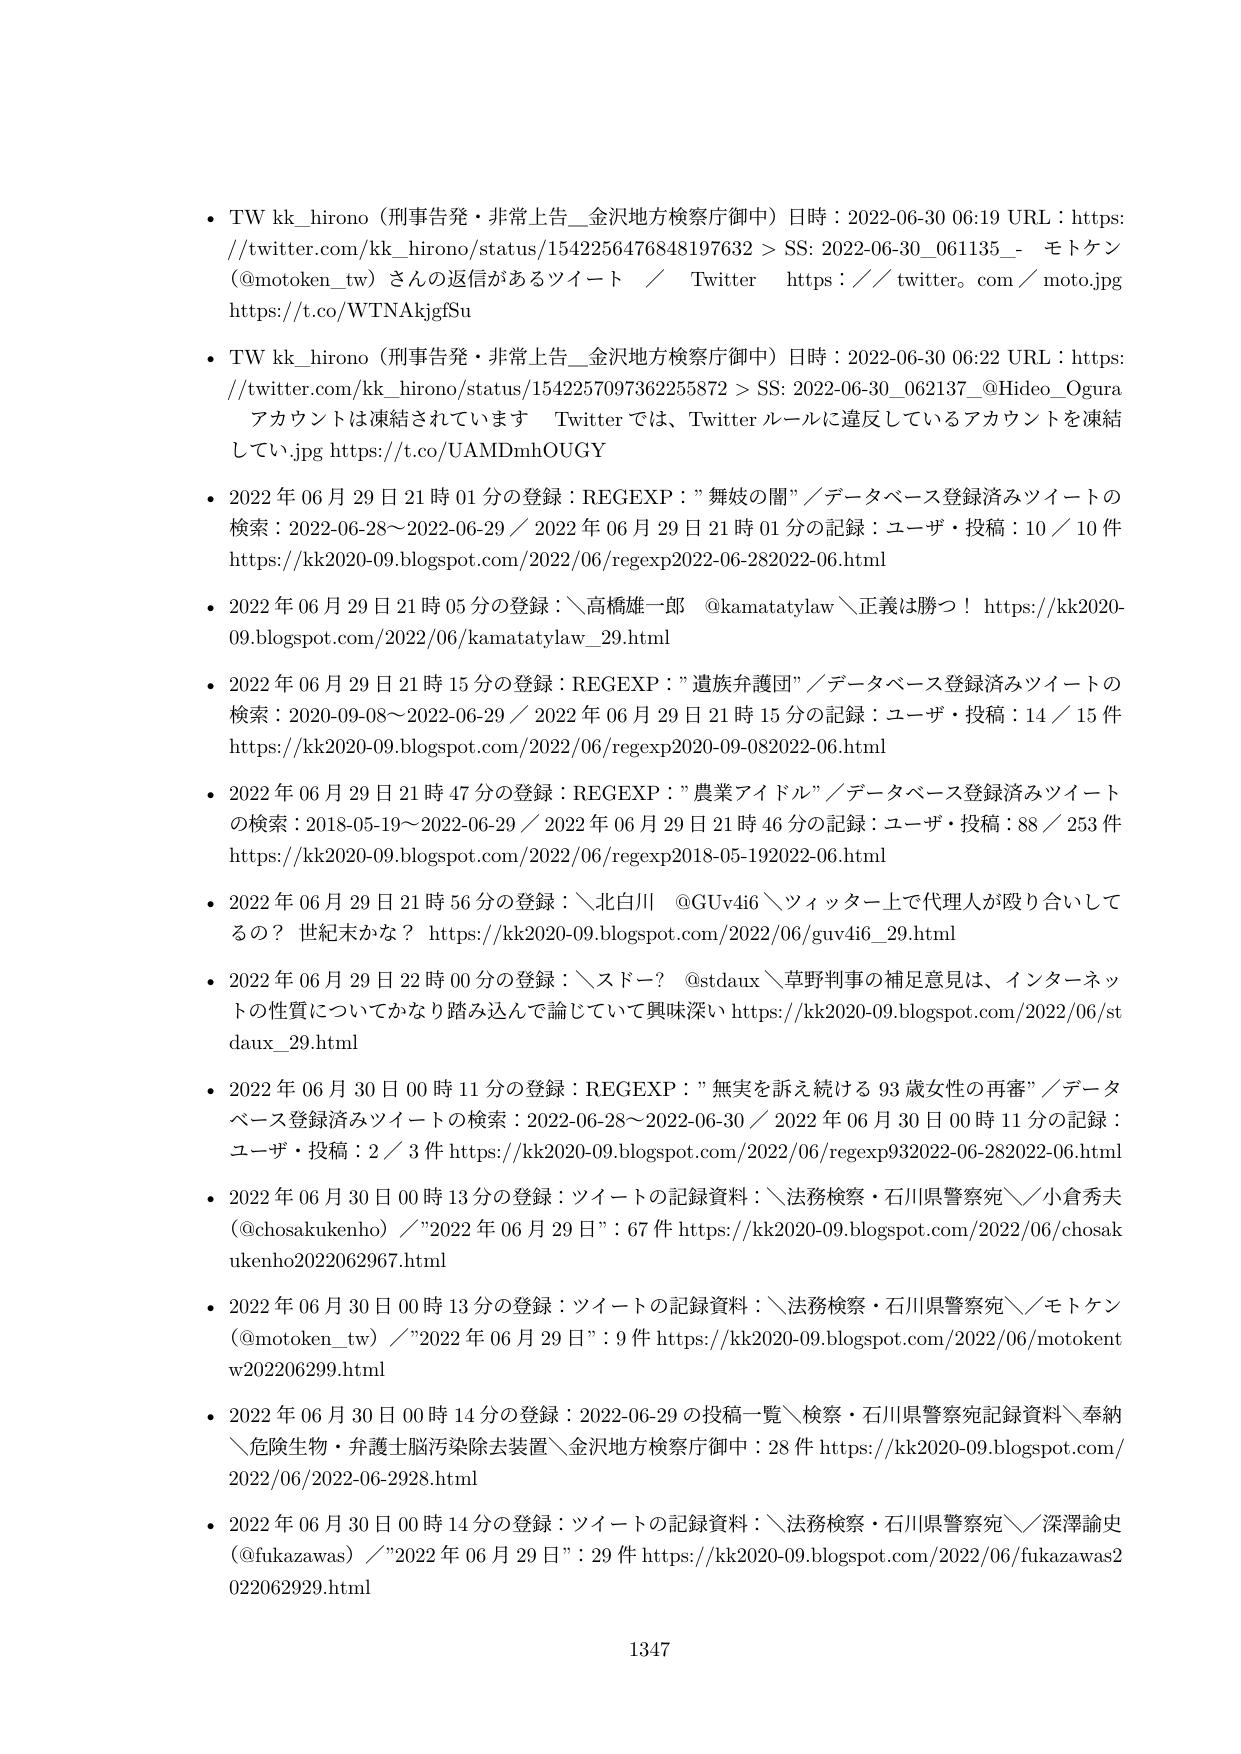 • TW kk_hirono（刑事告発・非常上告__金沢地方検察庁御中）日時：2022-06-30 06:19 URL：https:
//twitter.com/kk_hirono/status/1542256476848197632 > SS: 2022-06-30_061135_-　モトケン
（@motoken_tw）さんの返信があるツイート　／　Twitter　https：／／ twitter。com ／ moto.jpg
https://t.co/WTNAkjgfSu
• TW kk_hirono（刑事告発・非常上告__金沢地方検察庁御中）日時：2022-06-30 06:22 URL：https:
//twitter.com/kk_hirono/status/1542257097362255872 > SS: 2022-06-30_062137_@Hideo_Ogura
　アカウントは凍結されています　Twitter では、Twitter ルールに違反しているアカウントを凍結
してい.jpg https://t.co/UAMDmhOUGY
• 2022 年 06 月 29 日 21 時 01 分の登録：REGEXP：” 舞妓の闇”／データベース登録済みツイートの
検索：2022-06-28〜2022-06-29 ／ 2022 年 06 月 29 日 21 時 01 分の記録：ユーザ・投稿：10 ／ 10 件
https://kk2020-09.blogspot.com/2022/06/regexp2022-06-282022-06.html
• 2022 年 06 月 29 日 21 時 05 分の登録：＼高橋雄一郎　@kamatatylaw＼正義は勝つ！ https://kk2020-
09.blogspot.com/2022/06/kamatatylaw_29.html
• 2022 年 06 月 29 日 21 時 15 分の登録：REGEXP：” 遺族弁護団”／データベース登録済みツイートの
検索：2020-09-08〜2022-06-29 ／ 2022 年 06 月 29 日 21 時 15 分の記録：ユーザ・投稿：14 ／ 15 件
https://kk2020-09.blogspot.com/2022/06/regexp2020-09-082022-06.html
• 2022 年 06 月 29 日 21 時 47 分の登録：REGEXP：” 農業アイドル”／データベース登録済みツイート
の検索：2018-05-19〜2022-06-29 ／ 2022 年 06 月 29 日 21 時 46 分の記録：ユーザ・投稿：88 ／ 253 件
https://kk2020-09.blogspot.com/2022/06/regexp2018-05-192022-06.html
• 2022 年 06 月 29 日 21 時 56 分の登録：＼北白川　@GUv4i6＼ツィッター上で代理人が殴り合いして
るの？ 世紀末かな？ https://kk2020-09.blogspot.com/2022/06/guv4i6_29.html
• 2022 年 06 月 29 日 22 時 00 分の登録：＼スドー?　@stdaux＼草野判事の補足意見は、インターネッ
トの性質についてかなり踏み込んで論じていて興味深い https://kk2020-09.blogspot.com/2022/06/st
daux_29.html
• 2022 年 06 月 30 日 00 時 11 分の登録：REGEXP：” 無実を訴え続ける 93 歳女性の再審”／データ
ベース登録済みツイートの検索：2022-06-28〜2022-06-30 ／ 2022 年 06 月 30 日 00 時 11 分の記録：
ユーザ・投稿：2 ／ 3 件 https://kk2020-09.blogspot.com/2022/06/regexp932022-06-282022-06.html
• 2022 年 06 月 30 日 00 時 13 分の登録：ツイートの記録資料：＼法務検察・石川県警察宛＼／小倉秀夫
（@chosakukenho）／”2022 年 06 月 29 日”：67 件 https://kk2020-09.blogspot.com/2022/06/chosak
ukenho2022062967.html
• 2022 年 06 月 30 日 00 時 13 分の登録：ツイートの記録資料：＼法務検察・石川県警察宛＼／モトケン
（@motoken_tw）／”2022 年 06 月 29 日”：9 件 https://kk2020-09.blogspot.com/2022/06/motokent
w202206299.html
• 2022 年 06 月 30 日 00 時 14 分の登録：2022-06-29 の投稿一覧＼検察・石川県警察宛記録資料＼奉納
＼危険生物・弁護士脳汚染除去装置＼金沢地方検察庁御中：28 件 https://kk2020-09.blogspot.com/
2022/06/2022-06-2928.html
• 2022 年 06 月 30 日 00 時 14 分の登録：ツイートの記録資料：＼法務検察・石川県警察宛＼／深澤諭史
（@fukazawas）／”2022 年 06 月 29 日”：29 件 https://kk2020-09.blogspot.com/2022/06/fukazawas2
022062929.html
1347